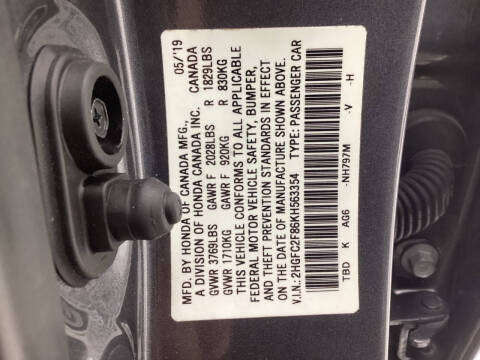 MFD. BY HONDA OF CANADA MFG., 05/'19
A DIVISION OF HONDA CANADA INC. CANADA
GVWR 3769LBS GAWR F 2028LBS R 1829LBS
GVWR 1710KG GAWR F 920KG R 830KG
THIS VEHICLE CONFORMS TO ALL APPLICABLE
FEDERAL MOTOR VEHICLE SAFETY, BUMPER,
AND THEFT PREVENTION STANDARDS IN EFFECT
ON THE DATE OF MANUFACTURE SHOWN ABOVE.
V.I.N.: 2HGFC2F86KH563354 TYPE: PASSENGER CAR
TBD K AG6 -NH797M -V -H